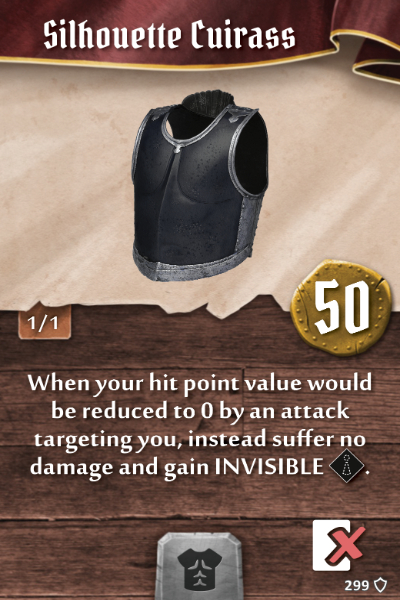 Silhouette Cuirass
1/1
50
When your hit point value would
be reduced to 0 by an attack
targeting you, instead suffer no
damage and gain INVISIBLE.
299